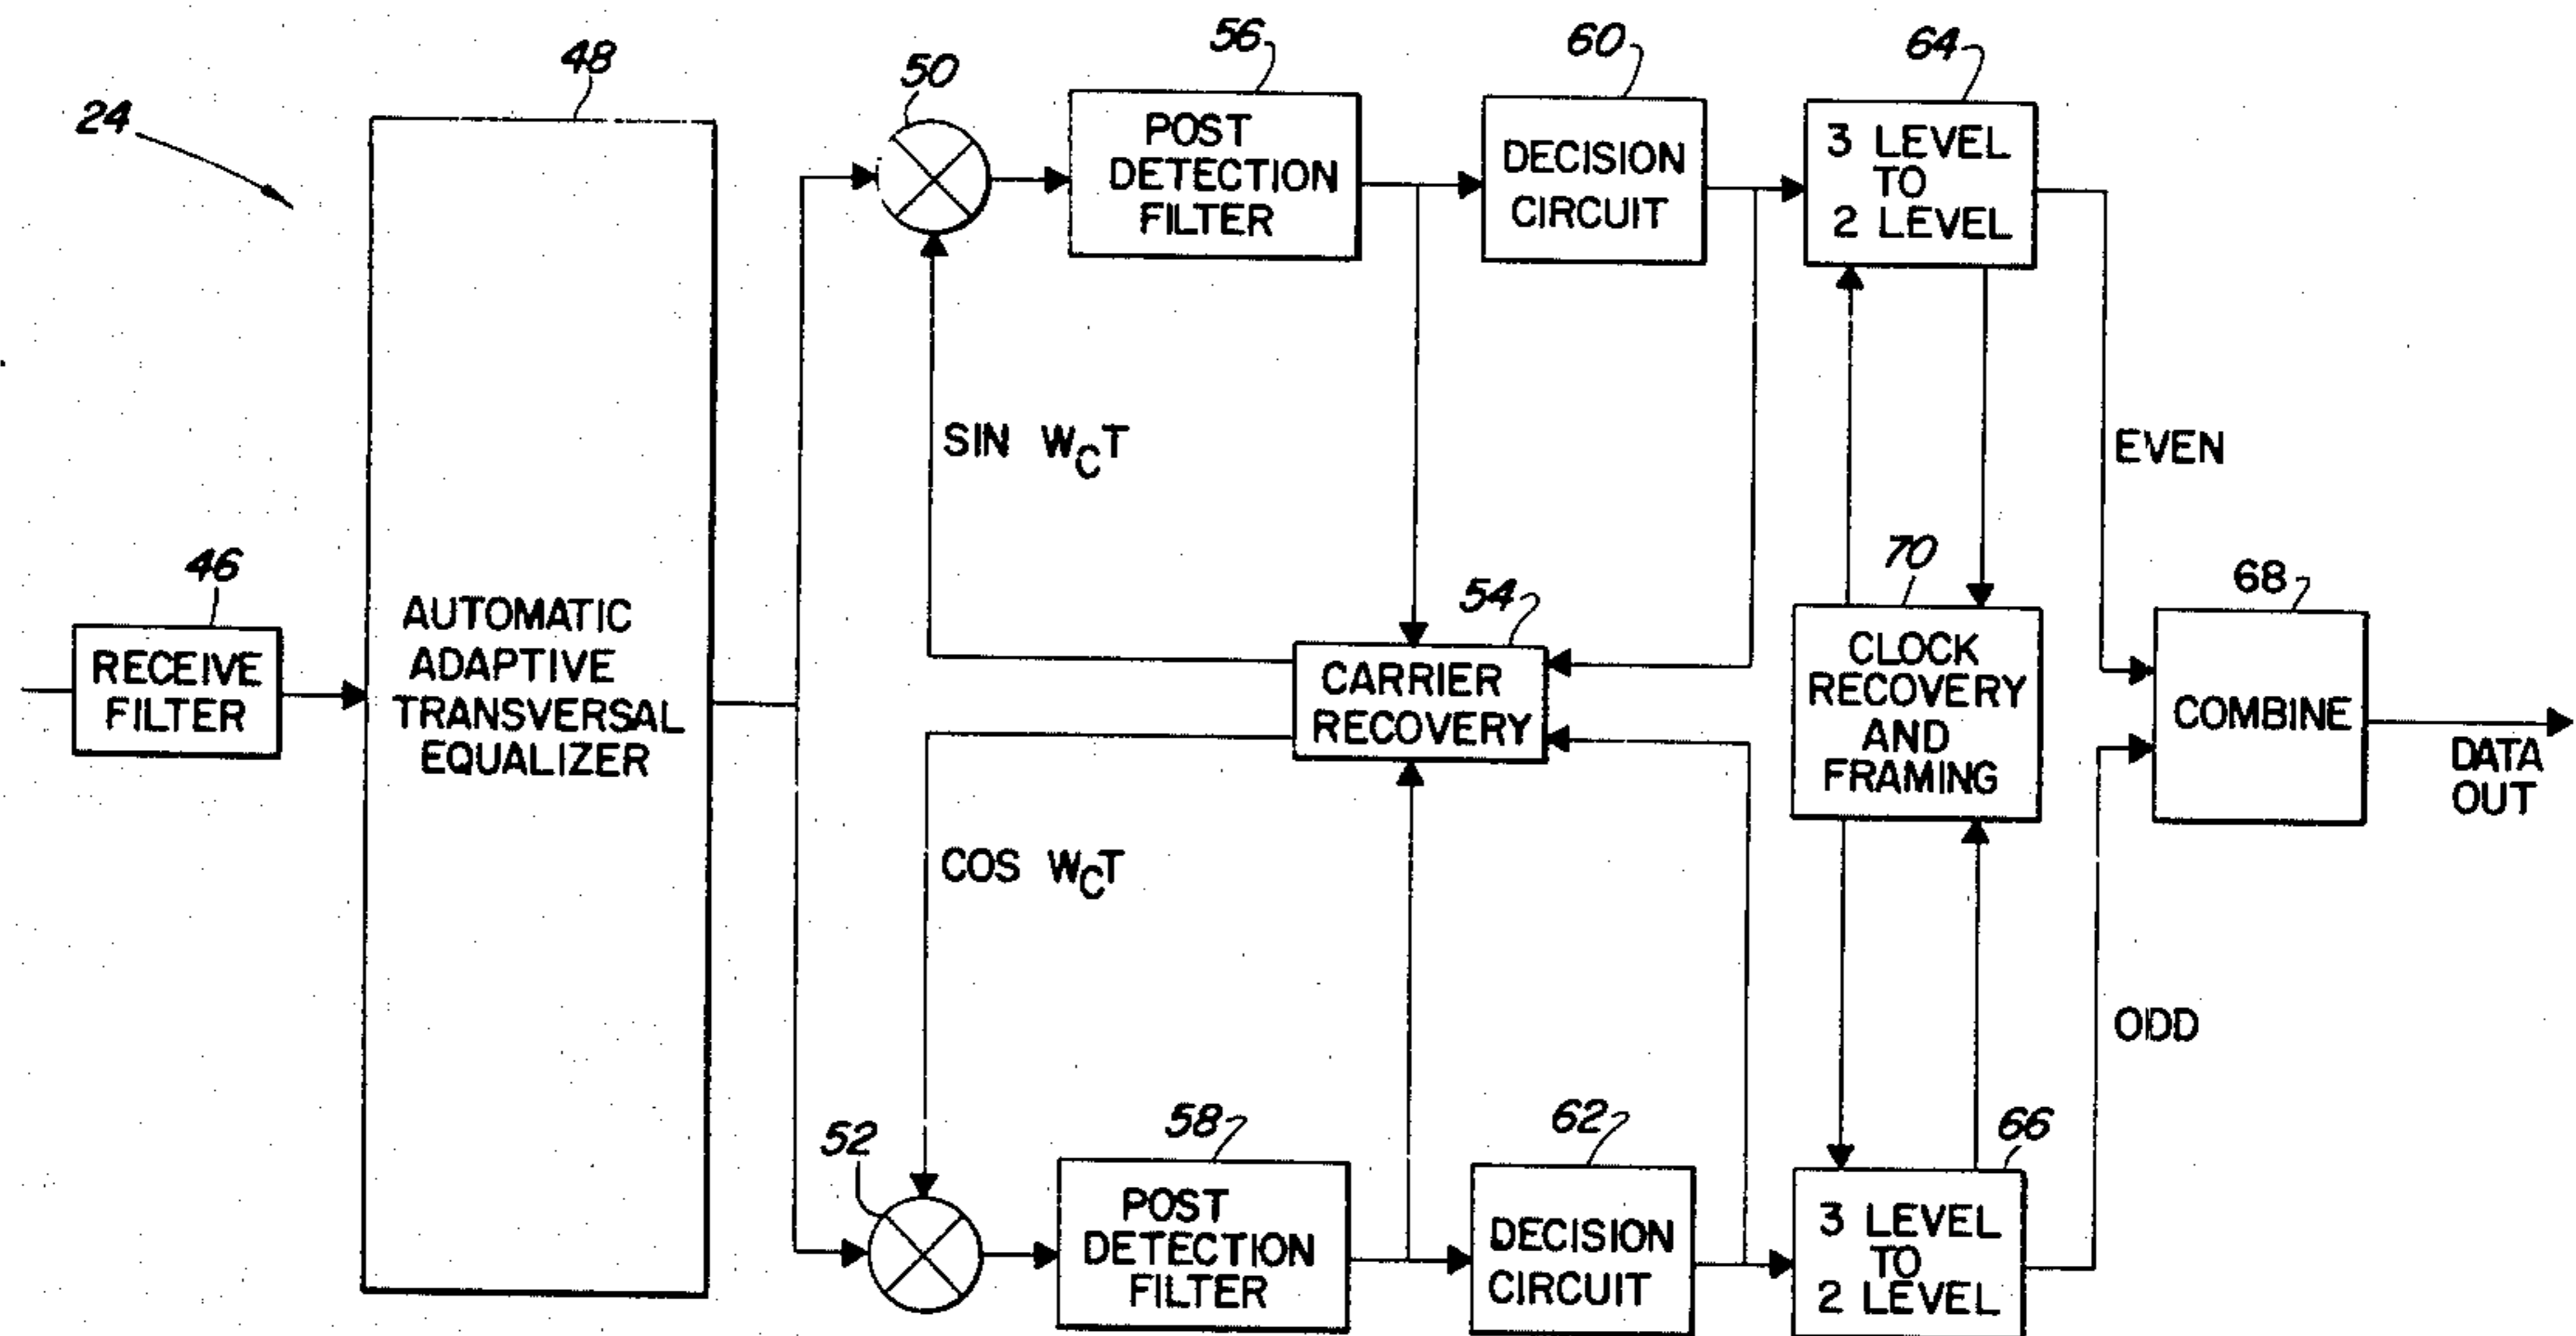 24
48
50
56
60
64
POST
DETECTION
FILTER
DECISION
CIRCUIT
3 LEVEL
TO
2 LEVEL
SIN W_CT
EVEN
46
RECEIVE
FILTER
AUTOMATIC
ADAPTIVE
TRANSVERSAL
EQUALIZER
54
CARRIER
RECOVERY
70
CLOCK
RECOVERY
AND
FRAMING
68
COMBINE
DATA
OUT
COS W_CT
ODD
52
58
62
66
POST
DETECTION
FILTER
DECISION
CIRCUIT
3 LEVEL
TO
2 LEVEL